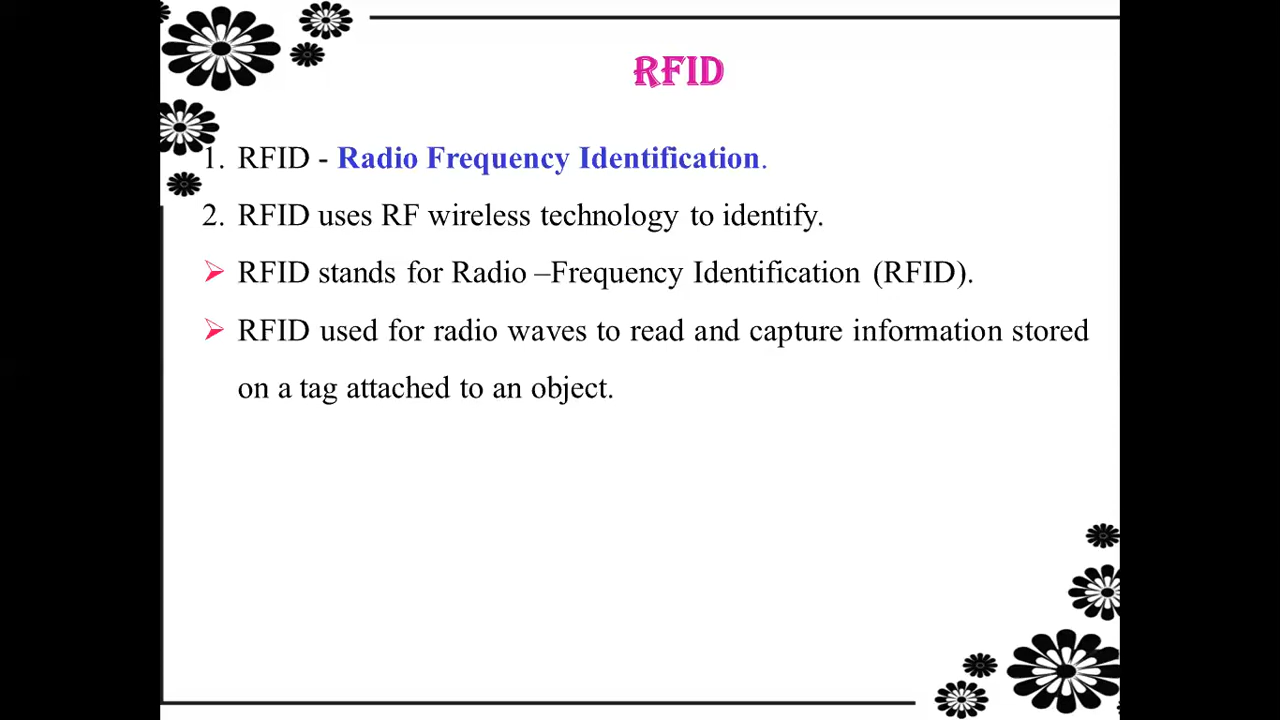 RFID
1. RFID - Radio Frequency Identification.
2. RFID uses RF wireless technology to identify.
➢ RFID stands for Radio –Frequency Identification (RFID).
➢ RFID used for radio waves to read and capture information stored
on a tag attached to an object.